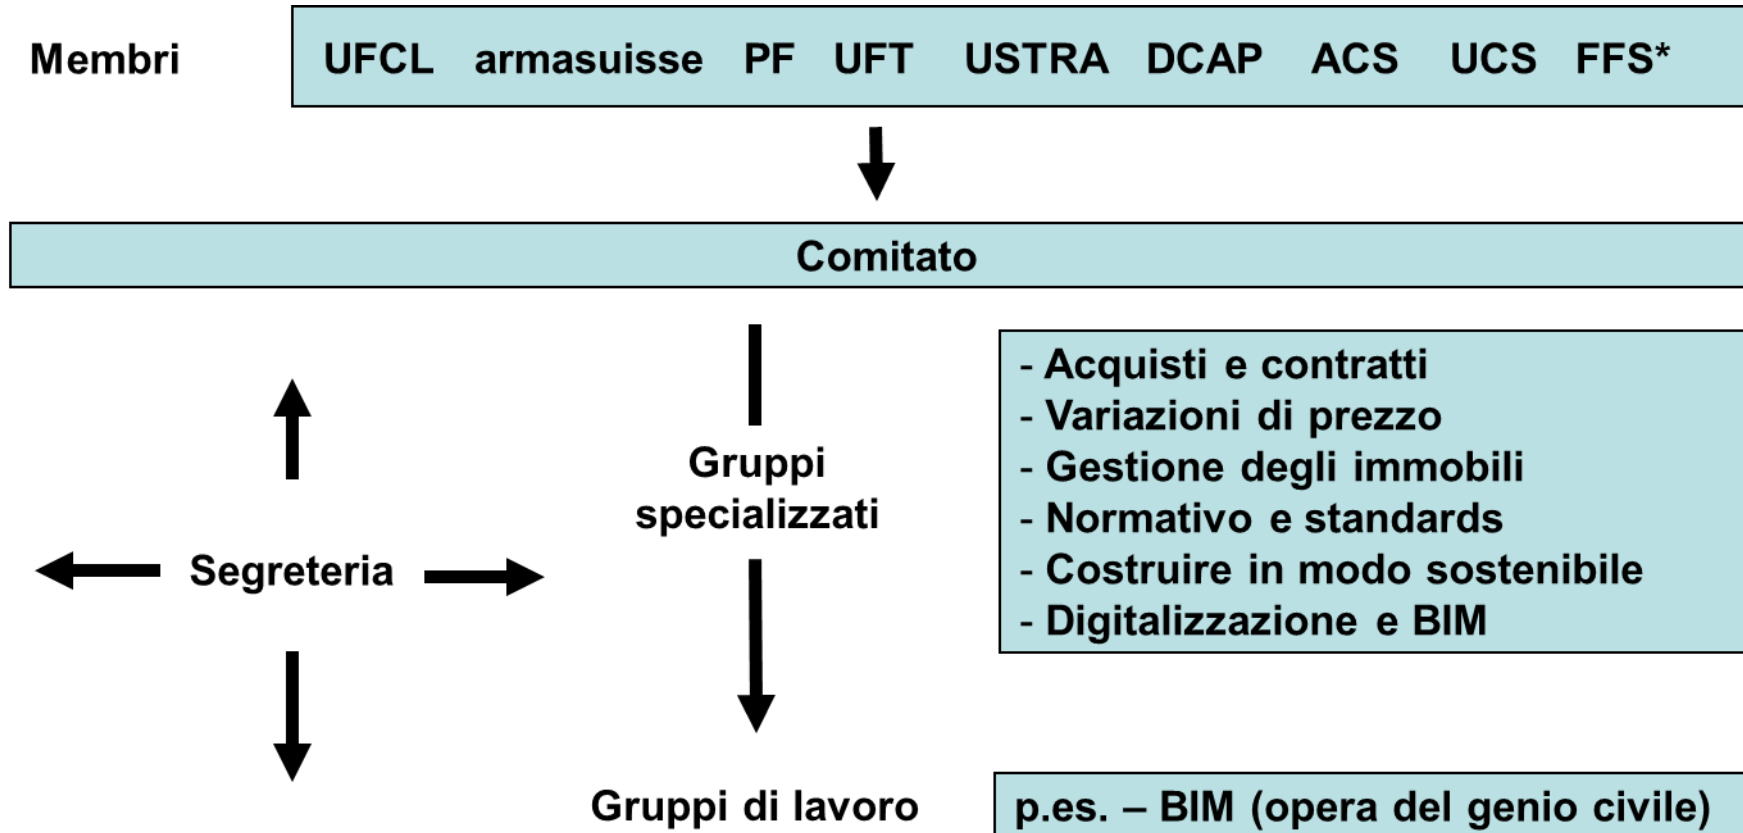 Membri
UFCL armasuisse PF UFT USTRA DCAP ACS UCS FFS*
Comitato
- Acquisti e contratti
- Variazioni di prezzo
- Gestione degli immobili
- Normativo e standards
- Costruire in modo sostenibile
- Digitalizzazione e BIM
Gruppi
specializzati
Segreteria
Gruppi di lavoro
p.es. – BIM (opera del genio civile)